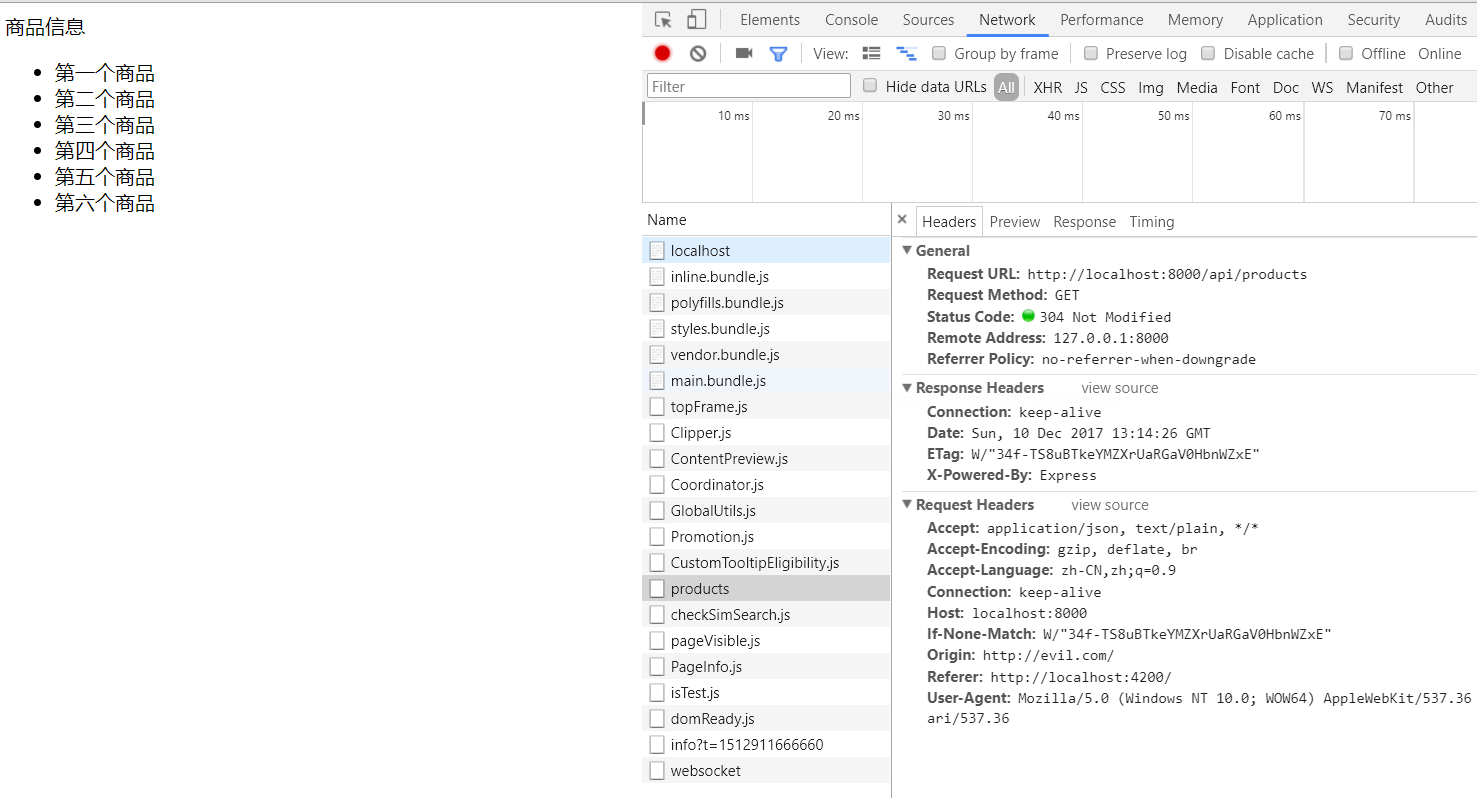 商品信息
第一个商品
第二个商品
第三个商品
第四个商品
第五个商品
第六个商品
Elements Console Sources Network Performance Memory Application Security Audits
View: Group by frame Preserve log Disable cache Offline Online
Filter Hide data URLs All XHR JS CSS Img Media Font Doc WS Manifest Other
10 ms 20 ms 30 ms 40 ms 50 ms 60 ms 70 ms
Name
localhost
inline.bundle.js
polyfills.bundle.js
styles.bundle.js
vendor.bundle.js
main.bundle.js
topFrame.js
Clipper.js
ContentPreview.js
Coordinator.js
GlobalUtils.js
Promotion.js
CustomTooltipEligibility.js
products
checkSimSearch.js
pageVisible.js
PageInfo.js
isTest.js
domReady.js
info?t=1512911666660
websocket
× Headers Preview Response Timing
General
Request URL: http://localhost:8000/api/products
Request Method: GET
Status Code: 304 Not Modified
Remote Address: 127.0.0.1:8000
Referrer Policy: no-referrer-when-downgrade
Response Headers view source
Connection: keep-alive
Date: Sun, 10 Dec 2017 13:14:26 GMT
ETag: W/"34f-TS8uBTkeYMZXrUaRGaV0HbnWZxE"
X-Powered-By: Express
Request Headers view source
Accept: application/json, text/plain, */*
Accept-Encoding: gzip, deflate, br
Accept-Language: zh-CN,zh;q=0.9
Connection: keep-alive
Host: localhost:8000
If-None-Match: W/"34f-TS8uBTkeYMZXrUaRGaV0HbnWZxE"
Origin: http://evil.com/
Referer: http://localhost:4200/
User-Agent: Mozilla/5.0 (Windows NT 10.0; WOW64) AppleWebKit/537.36
ari/537.36